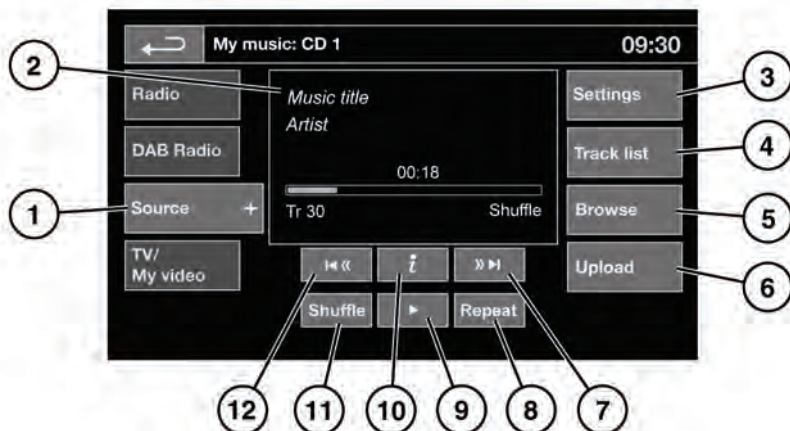 My music: CD 1
09:30
Radio
DAB Radio
Source +
TV/
My video
Music title
Artist
00:18
Tr 30
Shuffle
Settings
Track list
Browse
Upload
i
Shuffle
Repeat
1
2
3
4
5
6
7
8
9
10
11
12